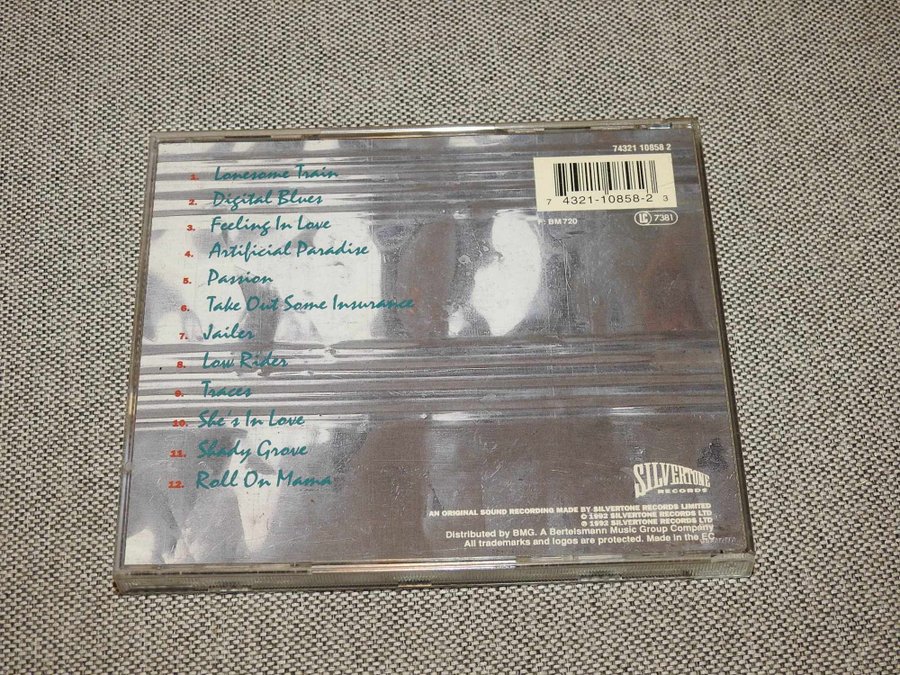 74321 10858 2
7 4321-10858-2 3
F: BM 720
LC 7381
1. Lonesome Train
2. Digital Blues
3. Feeling In Love
4. Artificial Paradise
5. Passion
6. Take Out Some Insurance
7. Jailer
8. Low Rider
9. Traces
10. She's In Love
11. Shady Grove
12. Roll On Mama
SILVERTONE
RECORDS
AN ORIGINAL SOUND RECORDING MADE BY SILVERTONE RECORDS LIMITED
© 1992 SILVERTONE RECORDS LTD
℗ 1992 SILVERTONE RECORDS LTD
Distributed by BMG. A Bertelsmann Music Group Company
All trademarks and logos are protected. Made in the EC